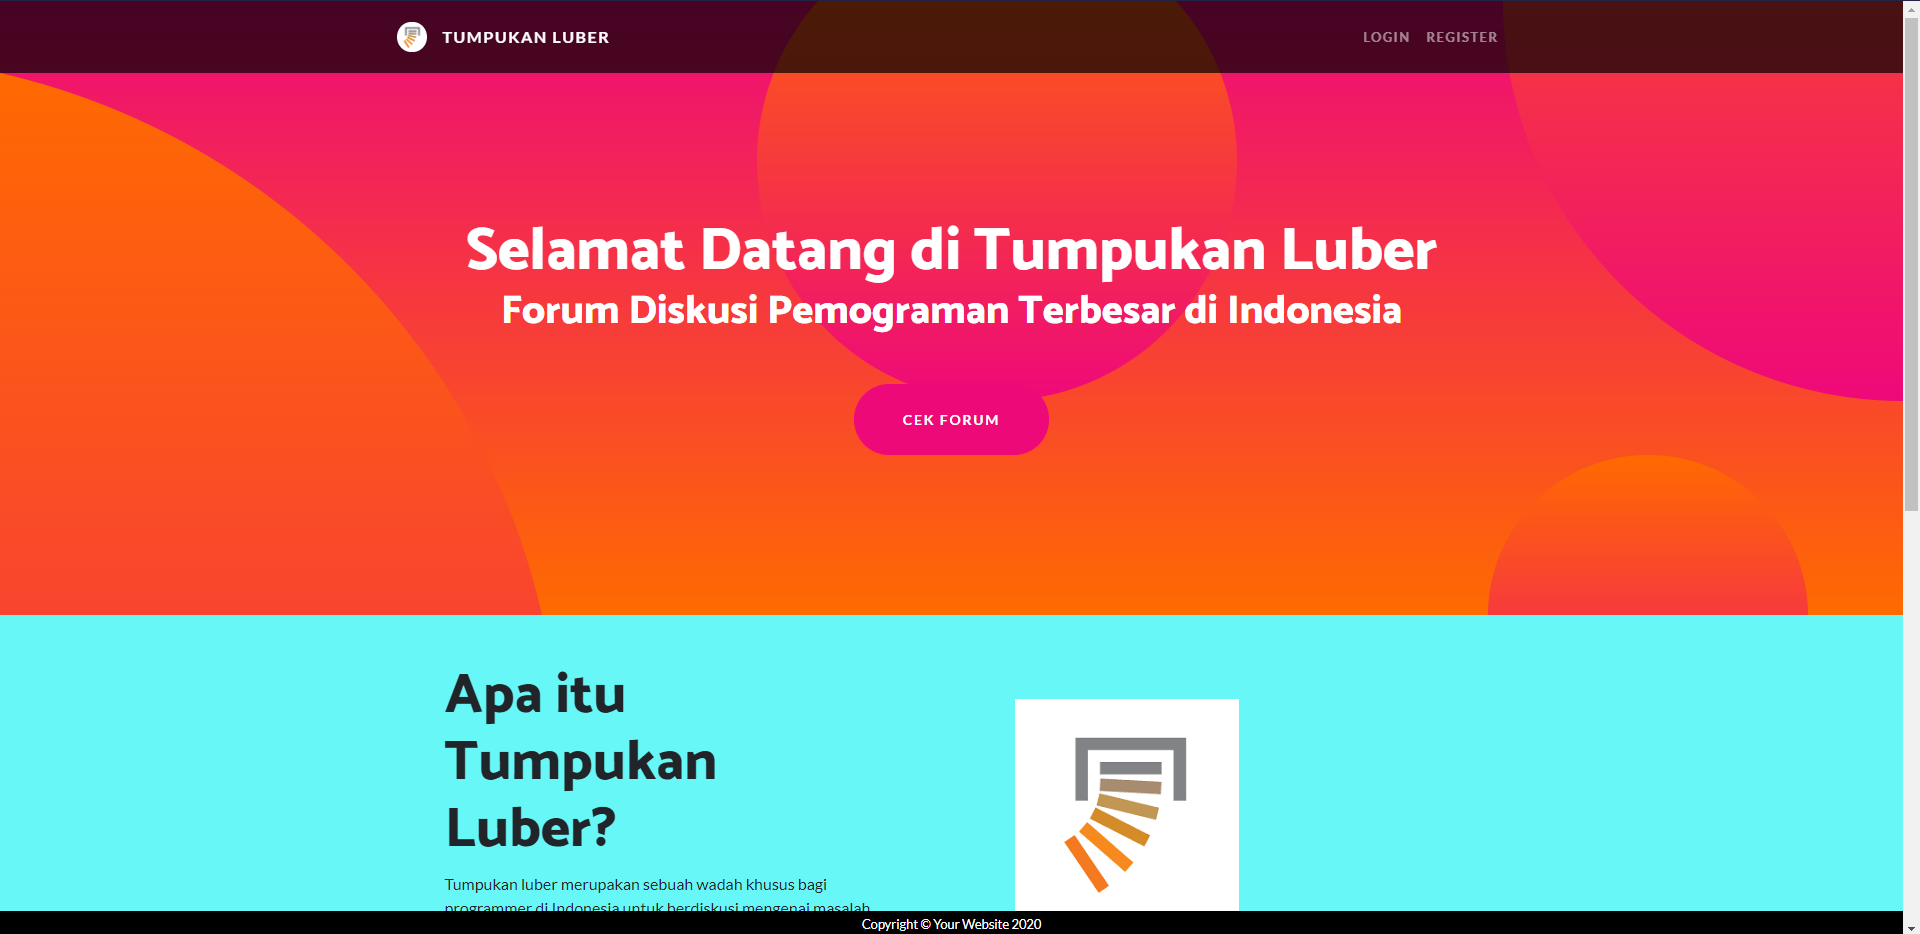 TUMPUKAN LUBER
LOGIN REGISTER
Selamat Datang di Tumpukan Luber
Forum Diskusi Pemograman Terbesar di Indonesia
CEK FORUM
Apa itu
Tumpukan
Luber?
Tumpukan luber merupakan sebuah wadah khusus bagi
programmer di Indonesia untuk berdiskusi mengenai masalah
Copyright © Your Website 2020